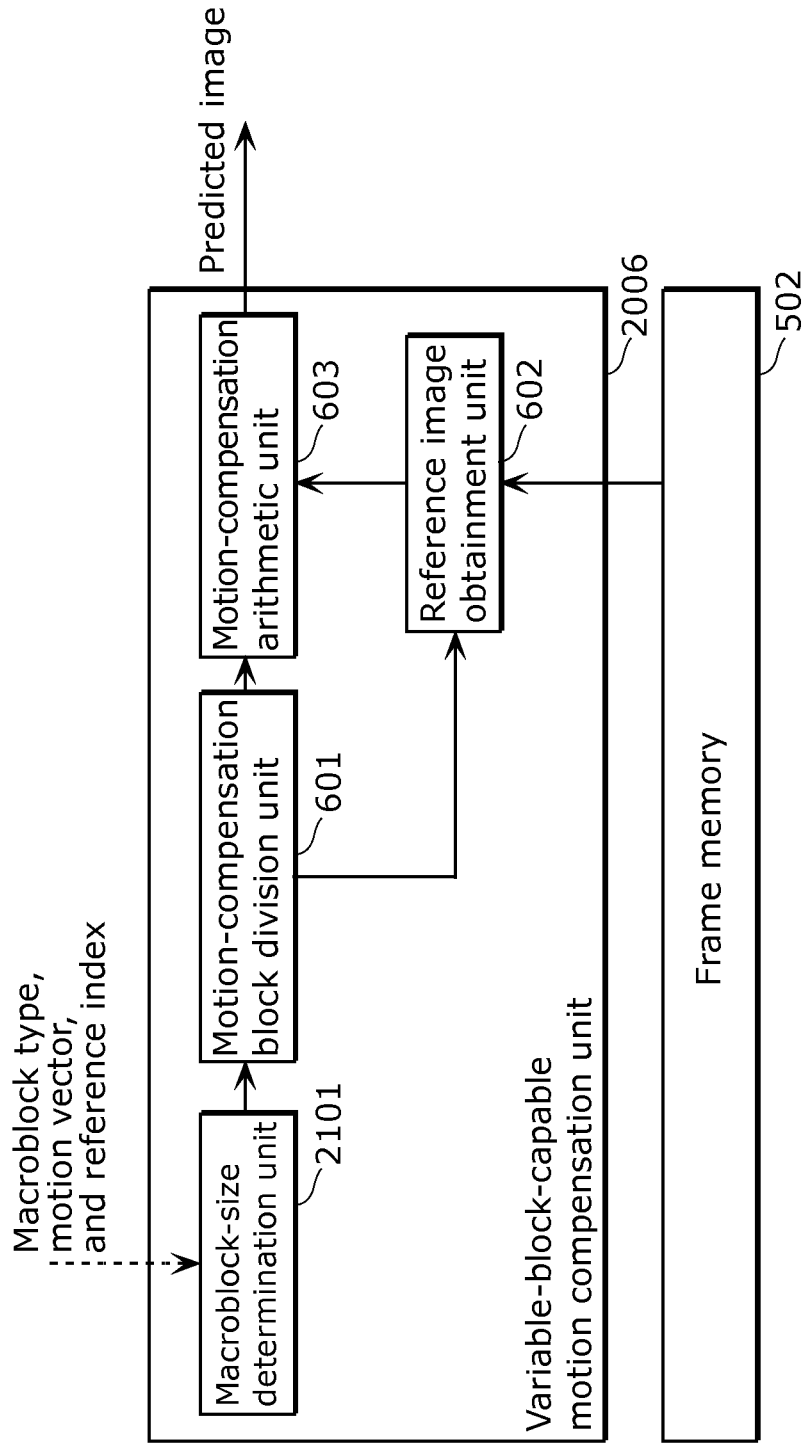 Macroblock type,
motion vector,
and reference index
Macroblock-size
determination unit
2101
Motion-compensation
block division unit
601
Motion-compensation
arithmetic unit
603
Predicted image
Reference image
obtainment unit
602
Variable-block-capable
motion compensation unit
2006
Frame memory
502